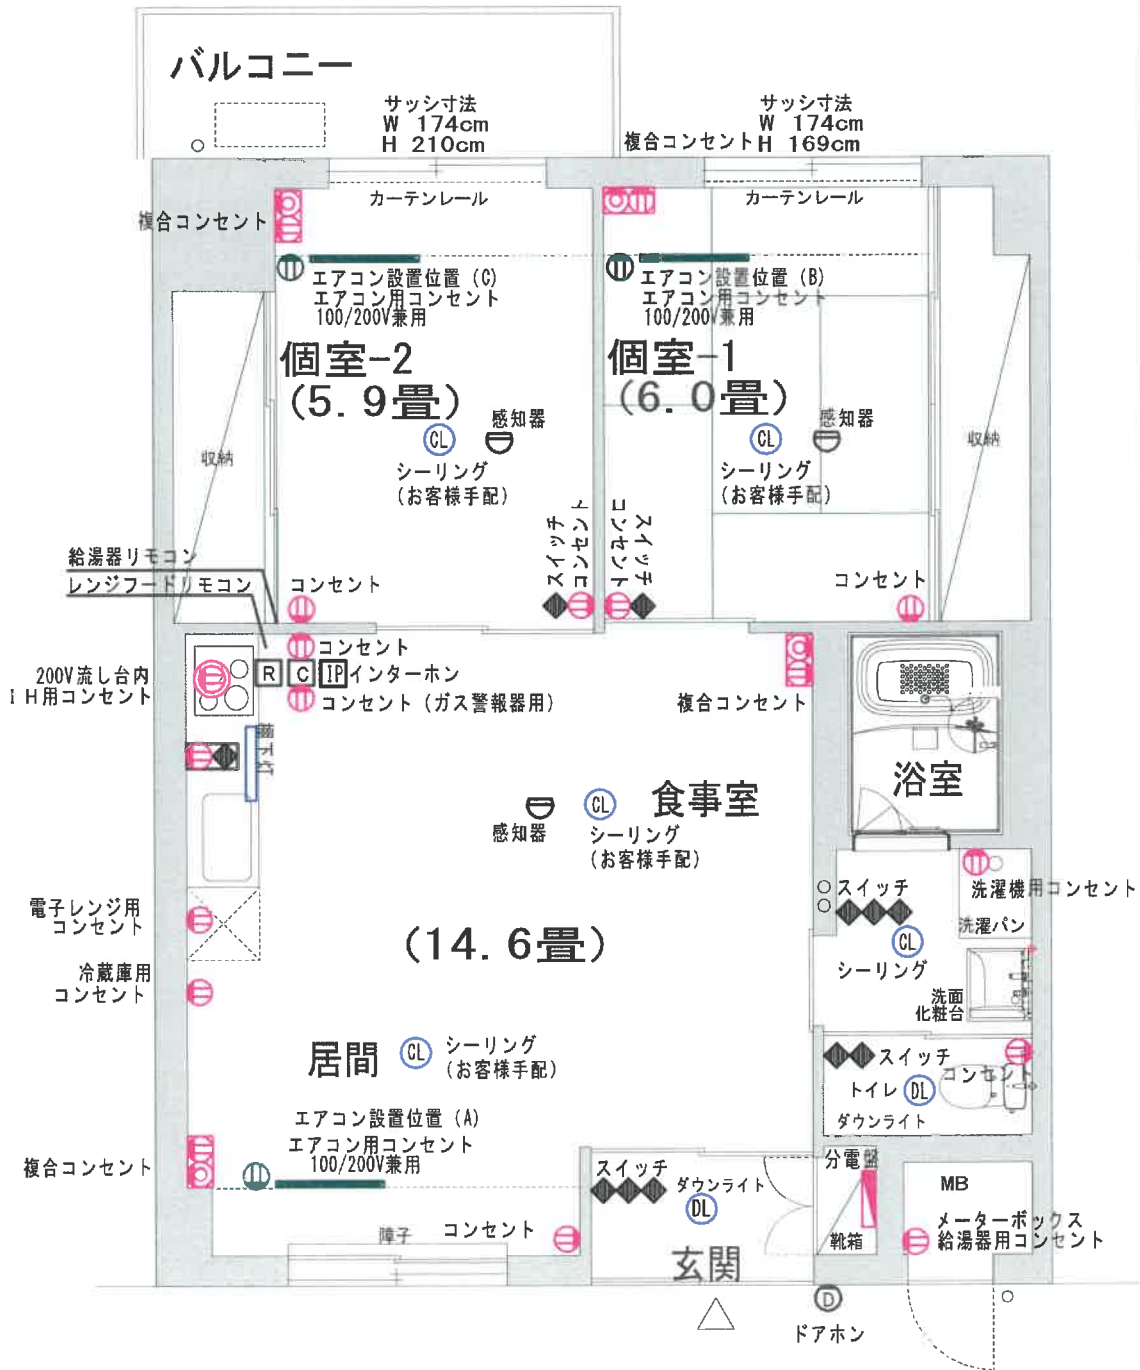 バルコニー
サッシ寸法
W 174cm
H 210cm
サッシ寸法
W 174cm
H 169cm
複合コンセント
カーテンレール
カーテンレール
複合コンセント
エアコン設置位置（C）
エアコン用コンセント
100/200V兼用
エアコン設置位置（B）
エアコン用コンセント
100/200V兼用
個室-2
（5.9畳）
個室-1
（6.0畳）
感知器
CL
シーリング
（お客様手配）
感知器
CL
シーリング
（お客様手配）
収納
収納
スイッチ
コンセント
コンセント
スイッチ
給湯器リモコン
レンジフードリモコン
コンセント
コンセント
コンセント
R
C
IP
インターホン
200V流し台内
IH用コンセント
コンセント（ガス警報器用）
複合コンセント
棚下灯
浴室
食事室
感知器
CL
シーリング
（お客様手配）
スイッチ
洗濯機用コンセント
洗濯パン
電子レンジ用
コンセント
（14.6畳）
CL
シーリング
冷蔵庫用
コンセント
洗面
化粧台
居間
CL
シーリング
（お客様手配）
スイッチ
コンセント
トイレ
DL
ダウンライト
エアコン設置位置（A）
エアコン用コンセント
100/200V兼用
複合コンセント
スイッチ
ダウンライト
DL
分電盤
MB
コンセント
障子
メーターボックス
給湯器用コンセント
靴箱
玄関
D
ドアホン